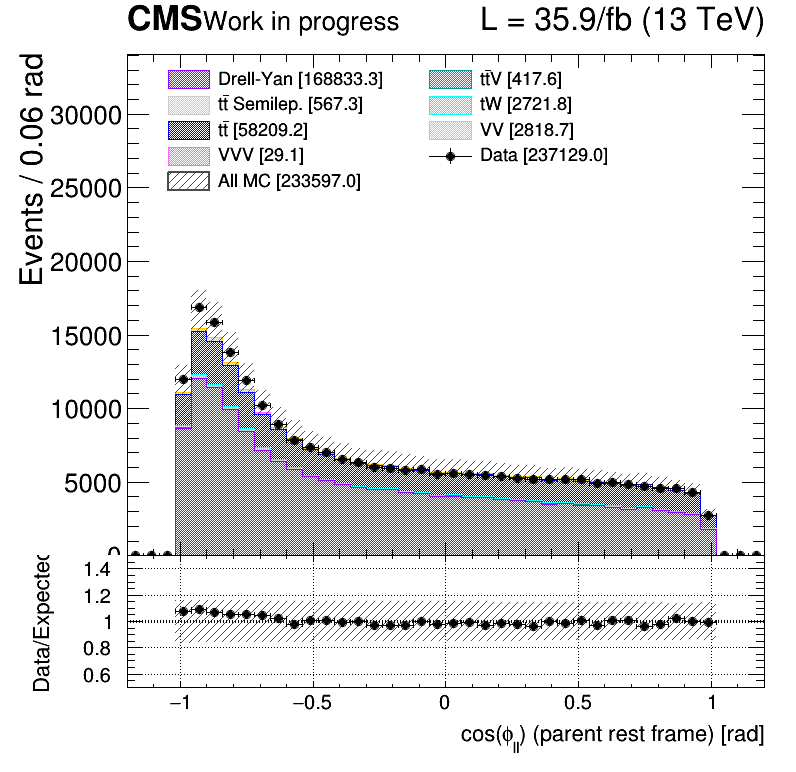 CMS Work in progress L = 35.9/fb (13 TeV)
Events / 0.06 rad
Drell-Yan [168833.3]
tt̄ Semilep. [567.3]
tt̄ [58209.2]
VVV [29.1]
All MC [233597.0]
tt̄V [417.6]
tW [2721.8]
VV [2818.7]
Data [237129.0]
30000
25000
20000
15000
10000
5000
0
Data/Expected
1.4
1.2
1
0.8
0.6
−1 −0.5 0 0.5 1
cos(ϕ_ll) (parent rest frame) [rad]